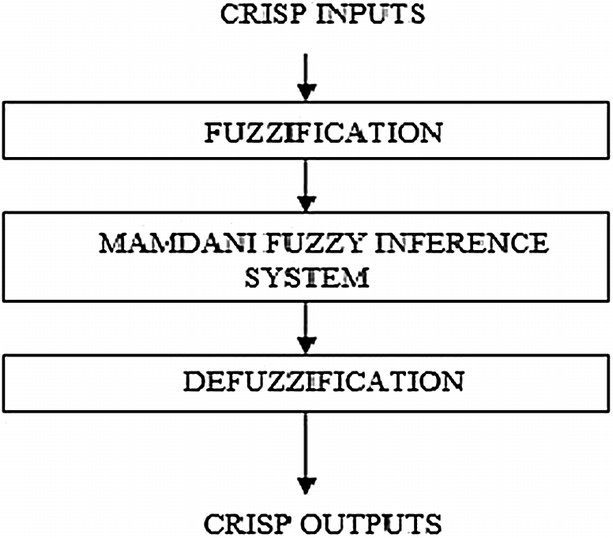 CRISP INPUTS
FUZZIFICATION
MAMDANI FUZZY INFERENCE
SYSTEM
DEFUZZIFICATION
CRISP OUTPUTS